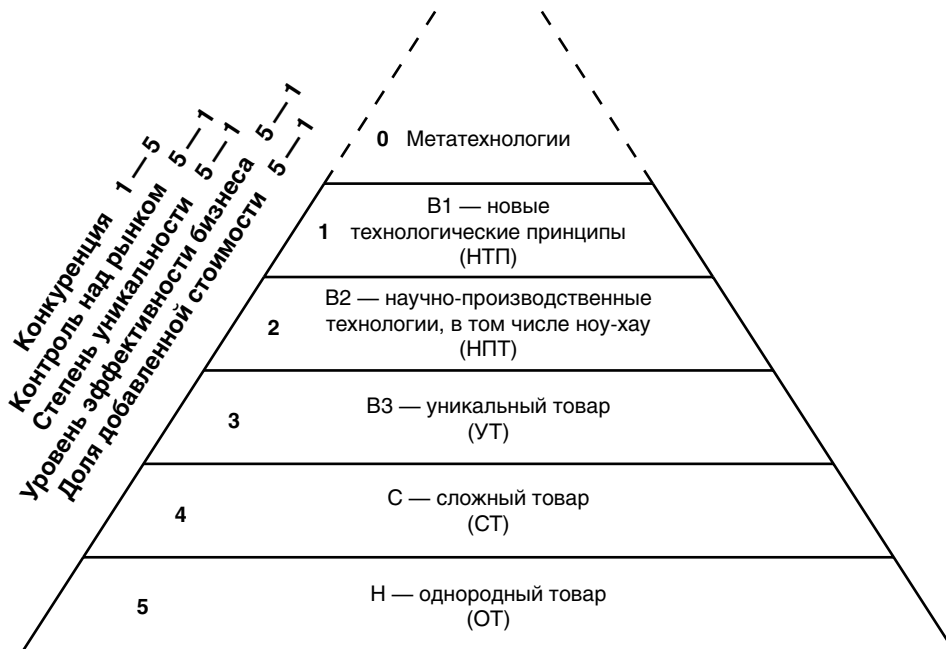 0 Метатехнологии
В1 — новые
1 технологические принципы
(НТП)
В2 — научно-производственные
2 технологии, в том числе ноу-хау
(НПТ)
3 В3 — уникальный товар
(УТ)
4 С — сложный товар
(СТ)
5 Н — однородный товар
(ОТ)
Конкуренция 1 — 5
Контроль над рынком 5 — 1
Степень уникальности 5 — 1
Уровень эффективности бизнеса 5 — 1
Доля добавленной стоимости 5 — 1